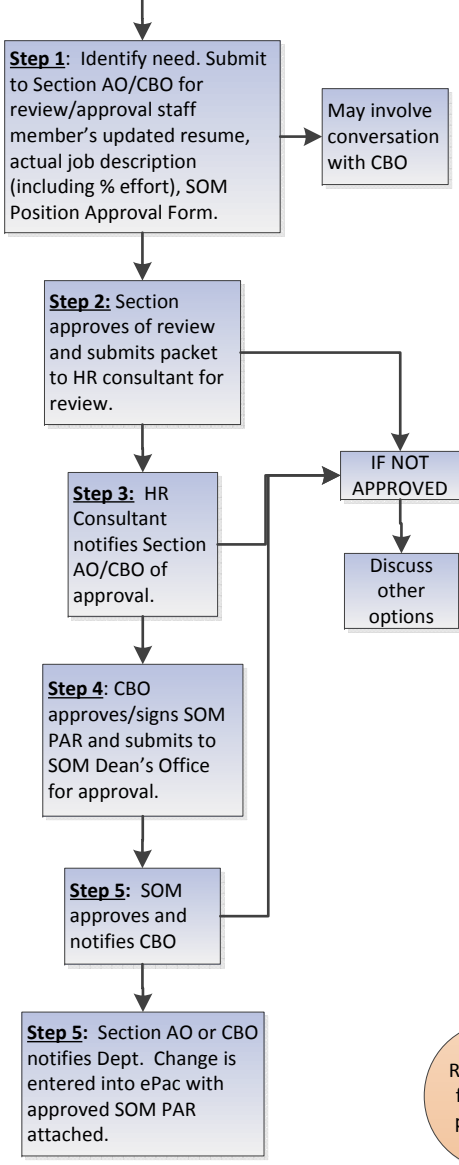 Step 1: Identify need. Submit
to Section AO/CBO for
review/approval staff
member's updated resume,
actual job description
(including % effort), SOM
Position Approval Form.
May involve
conversation
with CBO
Step 2: Section
approves of review
and submits packet
to HR consultant for
review.
IF NOT
APPROVED
Step 3: HR
Consultant
notifies Section
AO/CBO of
approval.
Discuss
other
options
Step 4: CBO
approves/signs SOM
PAR and submits to
SOM Dean's Office
for approval.
Step 5: SOM
approves and
notifies CBO
Step 5: Section AO or CBO
notifies Dept. Change is
entered into ePac with
approved SOM PAR
attached.